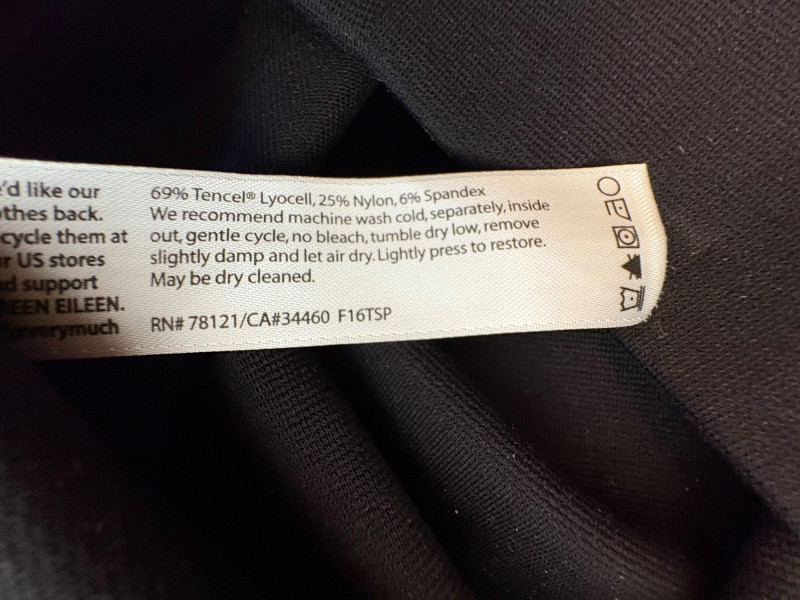 'd like our
thes back.
cycle them at
r US stores
d support
EEN EILEEN.
verymuch
69% Tencel® Lyocell, 25% Nylon, 6% Spandex
We recommend machine wash cold, separately, inside
out, gentle cycle, no bleach, tumble dry low, remove
slightly damp and let air dry. Lightly press to restore.
May be dry cleaned.
RN# 78121/CA#34460 F16TSP